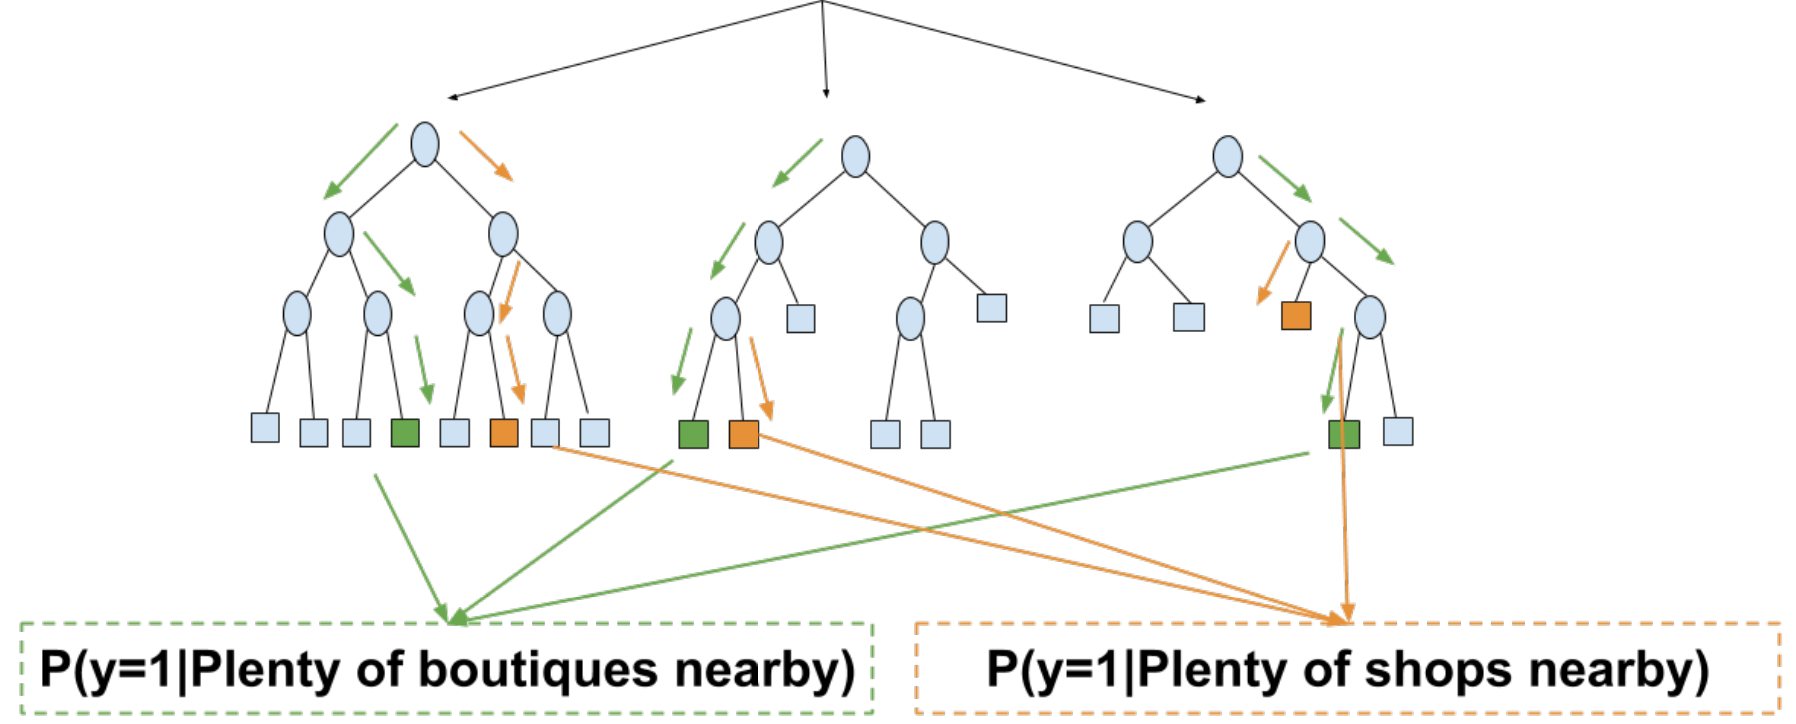 P(y=1|Plenty of boutiques nearby)
P(y=1|Plenty of shops nearby)